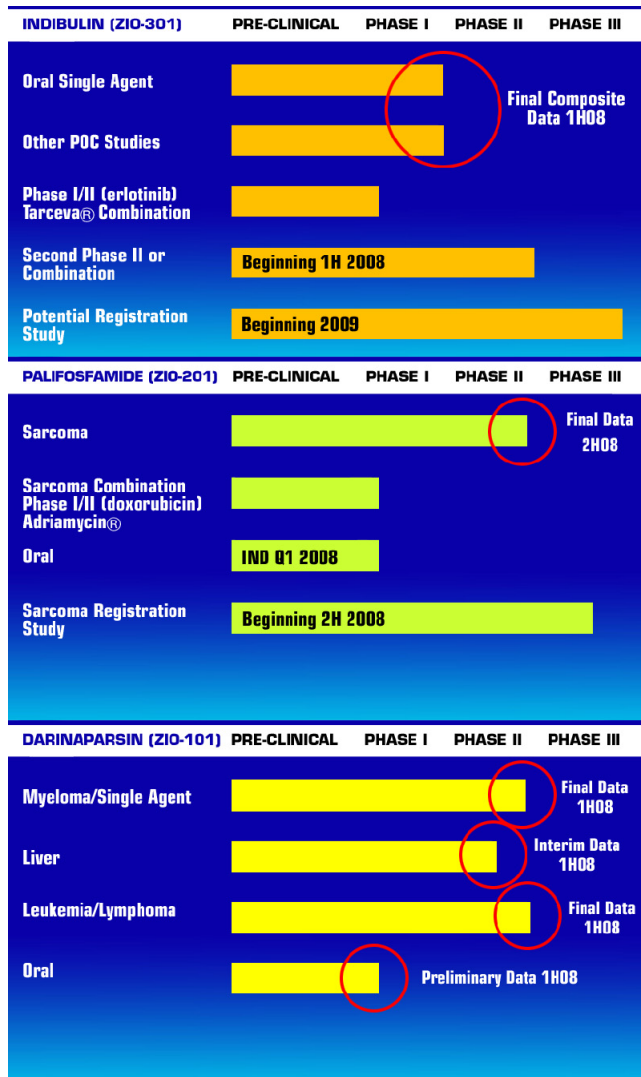 INDIBULIN (ZIO-301) PRE-CLINICAL PHASE I PHASE II PHASE III
Oral Single Agent
Final Composite
Data 1H08
Other POC Studies
Phase I/II (erlotinib)
Tarceva® Combination
Second Phase II or
Combination
Beginning 1H 2008
Potential Registration
Study
Beginning 2009
PALIFOSFAMIDE (ZIO-201) PRE-CLINICAL PHASE I PHASE II PHASE III
Sarcoma
Final Data
2H08
Sarcoma Combination
Phase I/II (doxorubicin)
Adriamycin®
Oral
IND Q1 2008
Sarcoma Registration
Study
Beginning 2H 2008
DARINAPARSIN (ZIO-101) PRE-CLINICAL PHASE I PHASE II PHASE III
Myeloma/Single Agent
Final Data
1H08
Liver
Interim Data
1H08
Leukemia/Lymphoma
Final Data
1H08
Oral
Preliminary Data 1H08